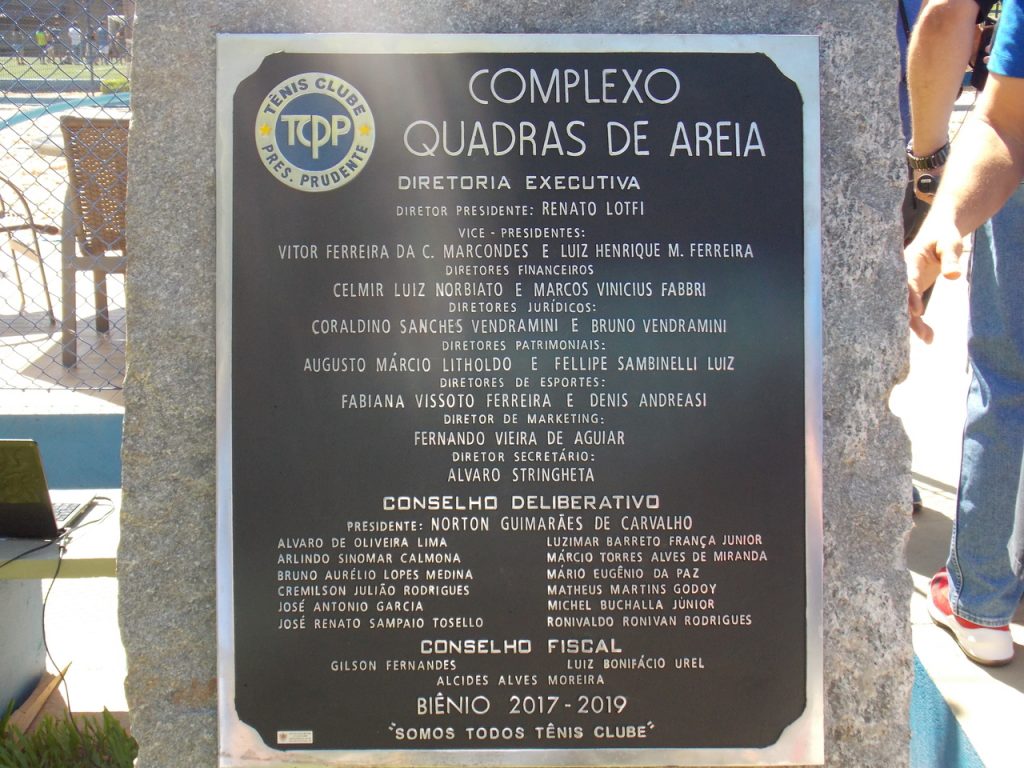 TÊNIS CLUBE
TCPP
PRES. PRUDENTE
COMPLEXO
QUADRAS DE AREIA
DIRETORIA EXECUTIVA
DIRETOR PRESIDENTE: RENATO LOTFI
VICE - PRESIDENTES:
VITOR FERREIRA DA C. MARCONDES E LUIZ HENRIQUE M. FERREIRA
DIRETORES FINANCEIROS
CELMIR LUIZ NORBIATO E MARCOS VINICIUS FABBRI
DIRETORES JURÍDICOS:
CORALDINO SANCHES VENDRAMINI E BRUNO VENDRAMINI
DIRETORES PATRIMONIAIS:
AUGUSTO MÁRCIO LITHOLDO E FELLIPE SAMBINELLI LUIZ
DIRETORES DE ESPORTES:
FABIANA VISSOTO FERREIRA E DENIS ANDREASI
DIRETOR DE MARKETING:
FERNANDO VIEIRA DE AGUIAR
DIRETOR SECRETÁRIO:
ALVARO STRINGHETA
CONSELHO DELIBERATIVO
PRESIDENTE: NORTON GUIMARÃES DE CARVALHO
ALVARO DE OLIVEIRA LIMA
ARLINDO SINOMAR CALMONA
BRUNO AURÉLIO LOPES MEDINA
CREMILSON JULIÃO RODRIGUES
JOSÉ ANTONIO GARCIA
JOSÉ RENATO SAMPAIO TOSELLO
LUZIMAR BARRETO FRANÇA JUNIOR
MÁRCIO TORRES ALVES DE MIRANDA
MÁRIO EUGÊNIO DA PAZ
MATHEUS MARTINS GODOY
MICHEL BUCHALLA JÚNIOR
RONIVALDO RONIVAN RODRIGUES
CONSELHO FISCAL
GILSON FERNANDES LUIZ BONIFÁCIO UREL
ALCIDES ALVES MOREIRA
BIÊNIO 2017 - 2019
"SOMOS TODOS TÊNIS CLUBE"